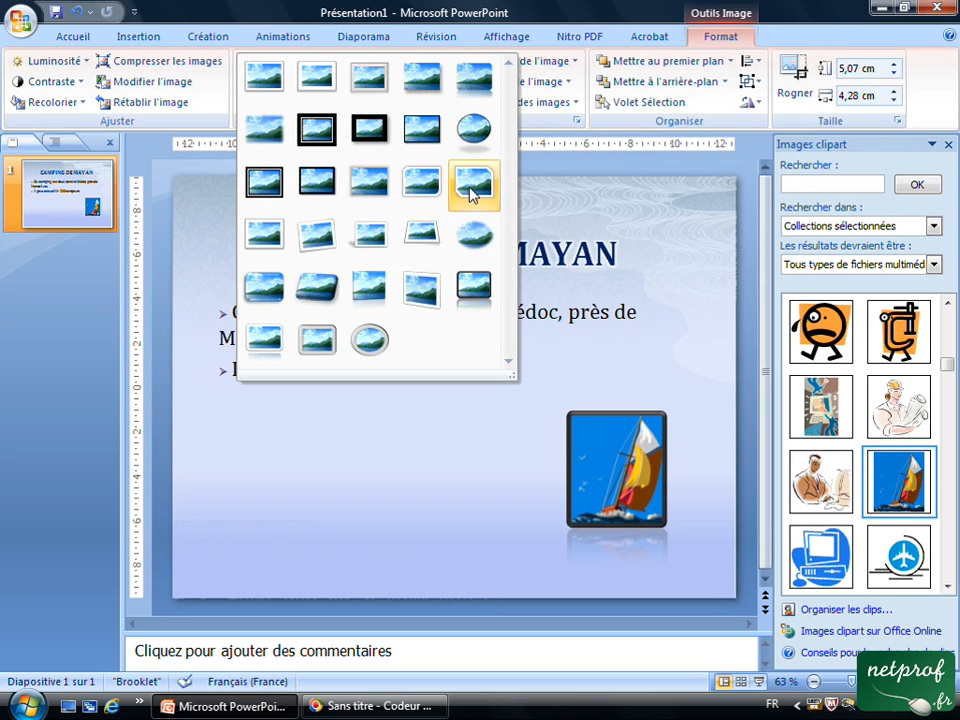 Présentation1 - Microsoft PowerPoint
Outils Image
Accueil
Insertion
Création
Animations
Diaporama
Révision
Affichage
Nitro PDF
Acrobat
Format
Luminosité
Compresser les images
Contraste
Modifier l'image
Recolorier
Rétablir l'image
Ajuster
de l'image
l'image
des images
Mettre au premier plan
Mettre à l'arrière-plan
Volet Sélection
Organiser
Rogner
5,07 cm
4,28 cm
Taille
1
CAMPING DE MAYAN
MAYAN
édoc, près de
M
Images clipart
Rechercher :
OK
Rechercher dans :
Collections sélectionnées
Les résultats devraient être :
Tous types de fichiers multiméd
Organiser les clips...
Images clipart sur Office Online
Cliquez pour ajouter des commentaires
Diapositive 1 sur 1
"Brooklet"
Français (France)
63 %
netprof
.fr
Microsoft PowerPoi...
Sans titre - Codeur ...
FR